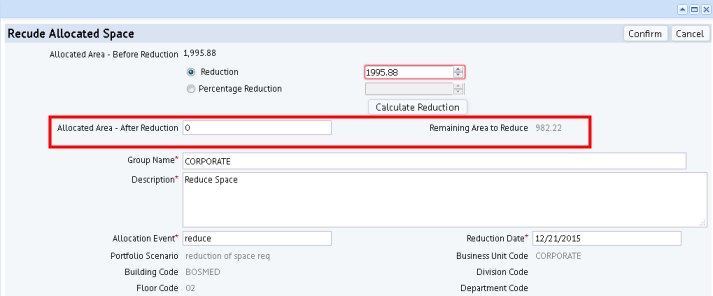 Recude Allocated Space Confirm Cancel
Allocated Area - Before Reduction 1,995.88
Reduction 1995.88
Percentage Reduction
Calculate Reduction
Allocated Area - After Reduction 0 Remaining Area to Reduce 982.22
Group Name* CORPORATE
Description* Reduce Space
Allocation Event* reduce Reduction Date* 12/21/2015
Portfolio Scenario reduction of space req Business Unit Code CORPORATE
Building Code BOSMED Division Code
Floor Code 02 Department Code